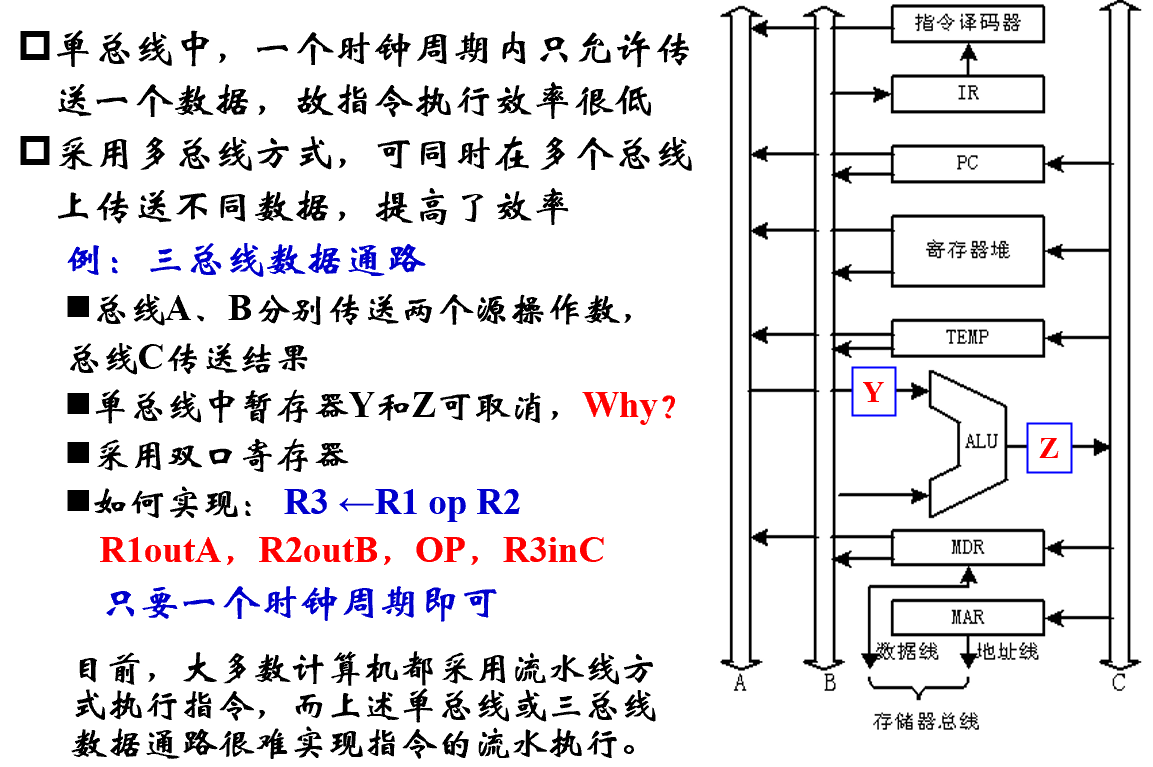 单总线中，一个时钟周期内只允许传
送一个数据，故指令执行效率很低
采用多总线方式，可同时在多个总线
上传送不同数据，提高了效率
例：三总线数据通路
■总线A、B分别传送两个源操作数，
总线C传送结果
■单总线中暂存器Y和Z可取消，Why？
■采用双口寄存器
■如何实现： R3 ←R1 op R2
R1outA，R2outB，OP，R3inC
只要一个时钟周期即可
目前，大多数计算机都采用流水线方
式执行指令，而上述单总线或三总线
数据通路很难实现指令的流水执行。
指令译码器
IR
PC
寄存器堆
TEMP
Y
ALU
Z
MDR
MAR
数据线 地址线
A B C
存储器总线